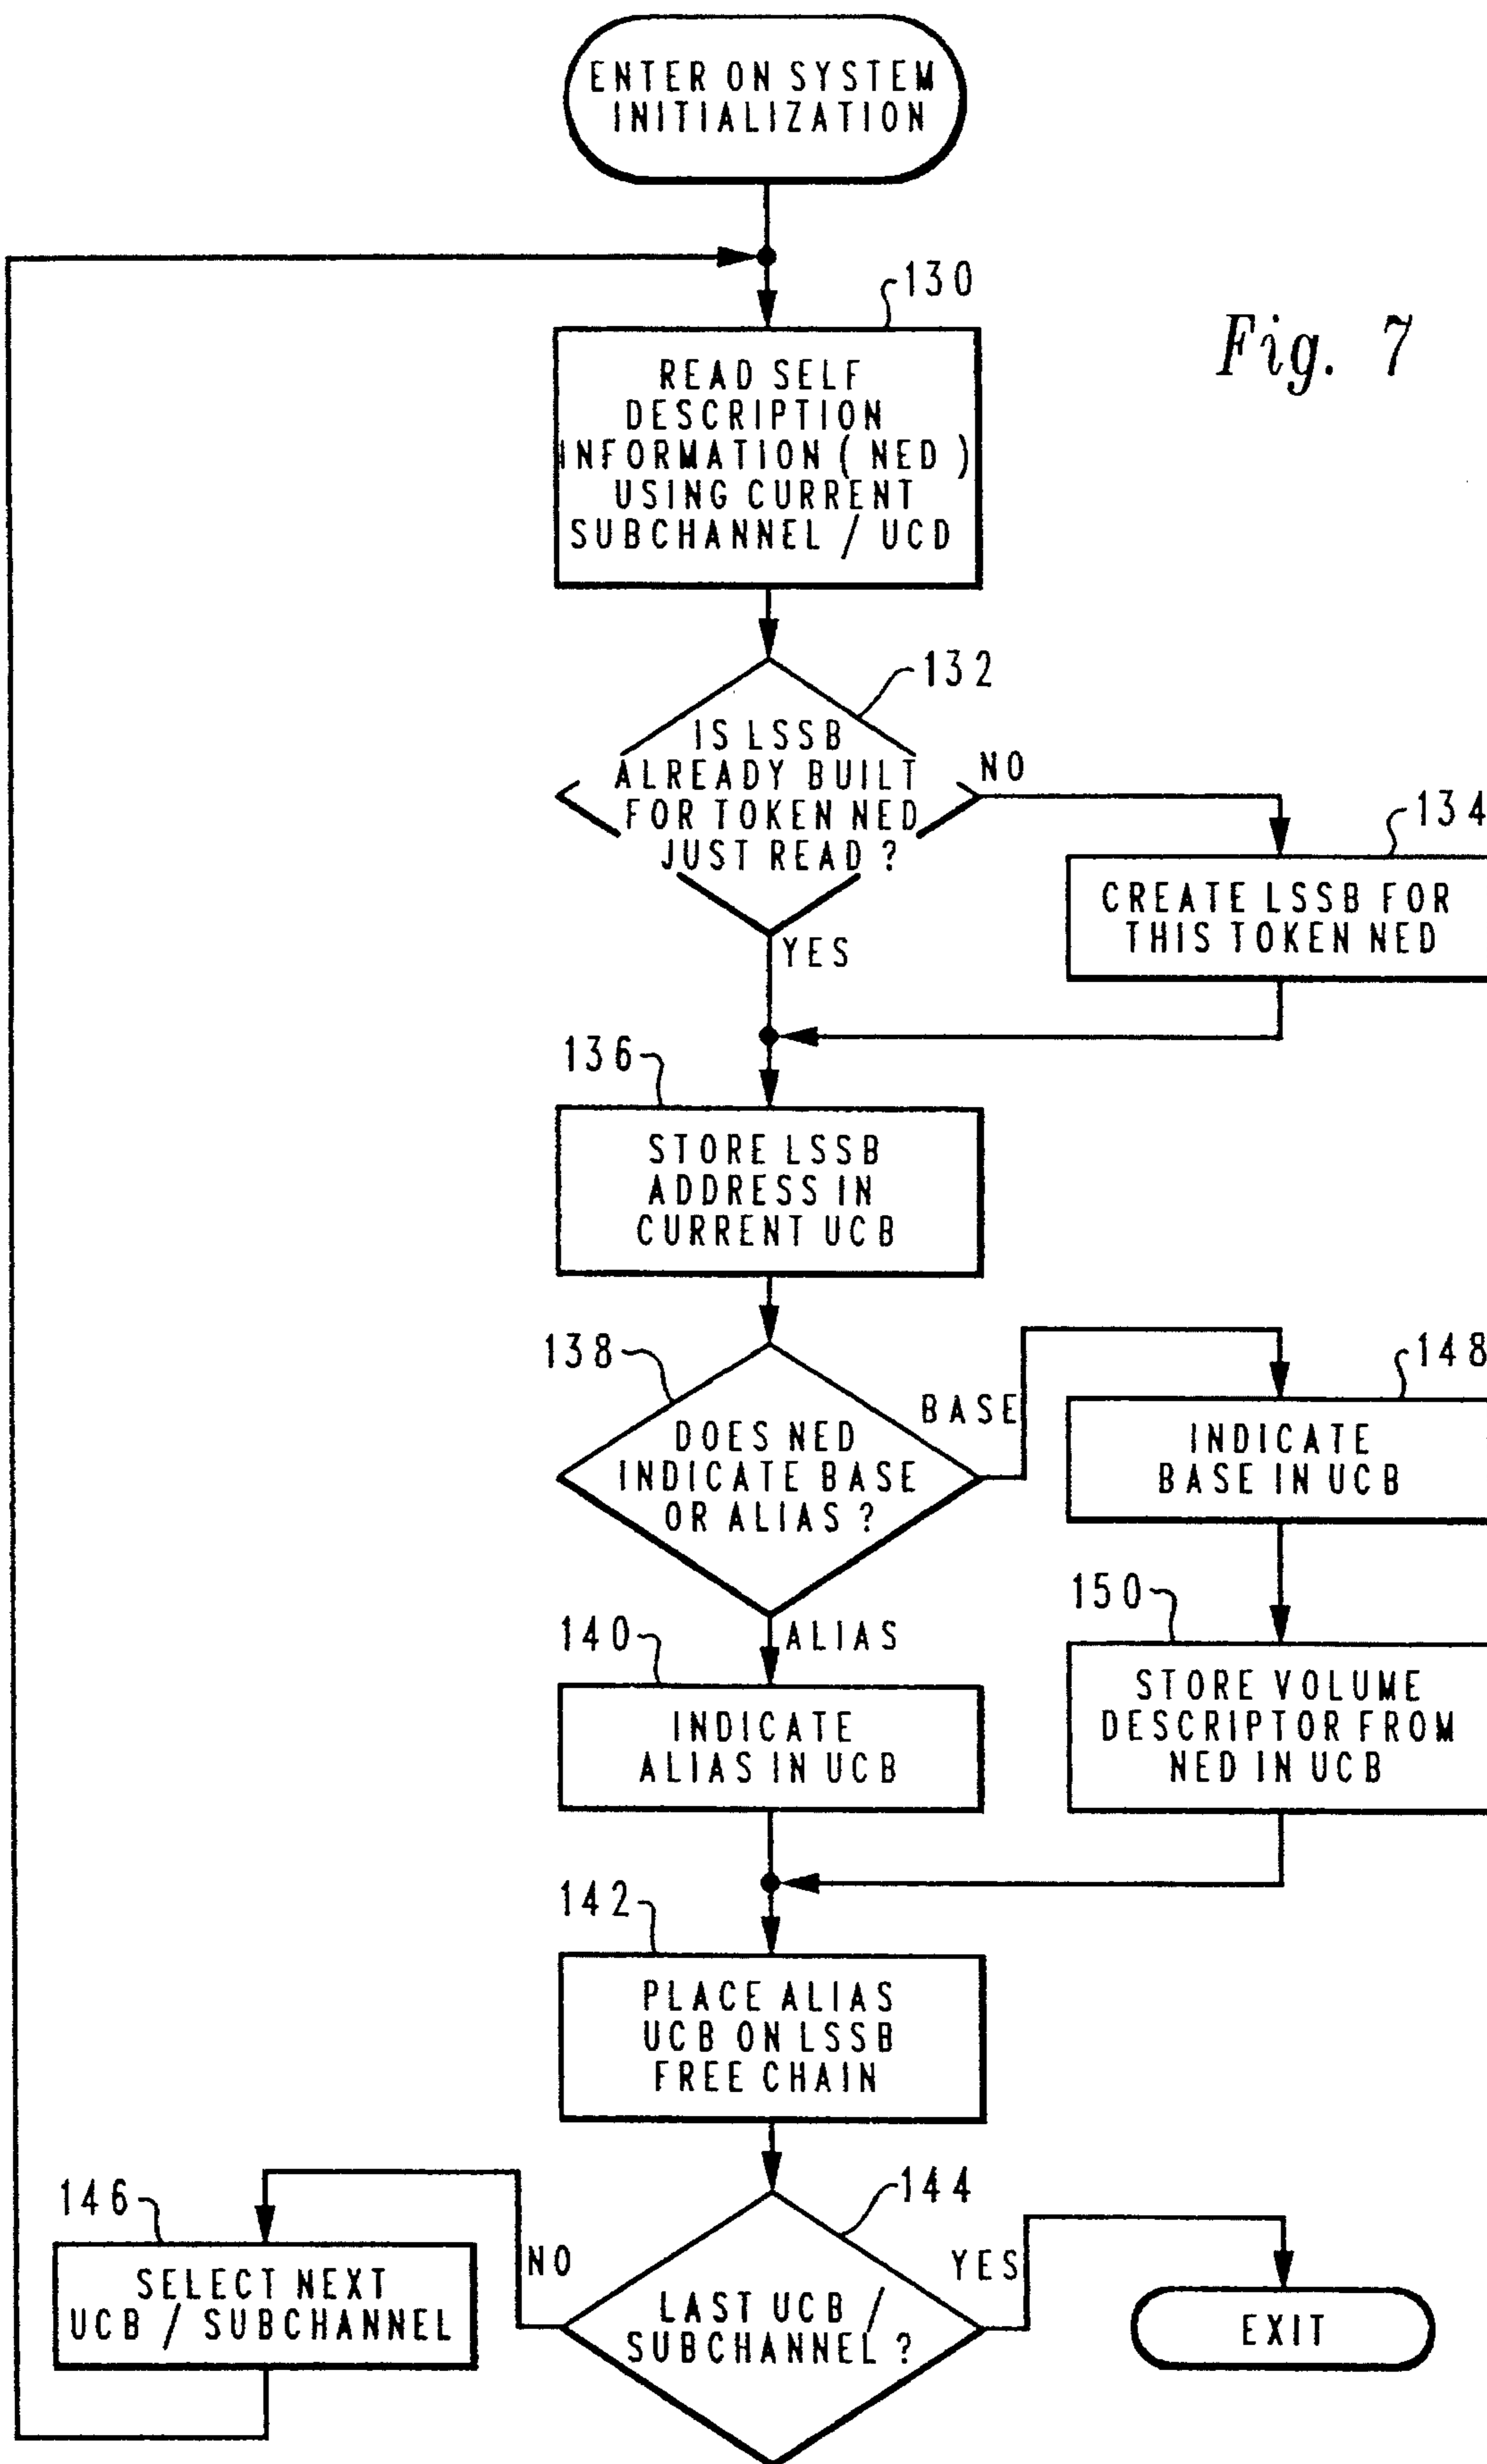 ENTER ON SYSTEM
INITIALIZATION
130
Fig. 7
READ SELF
DESCRIPTION
INFORMATION ( NED )
USING CURRENT
SUBCHANNEL / UCD
132
IS LSSB
ALREADY BUILT
FOR TOKEN NED
JUST READ ?
NO
134
CREATE LSSB FOR
THIS TOKEN NED
YES
136
STORE LSSB
ADDRESS IN
CURRENT UCB
138
DOES NED
INDICATE BASE
OR ALIAS ?
BASE
148
INDICATE
BASE IN UCB
150
STORE VOLUME
DESCRIPTOR FROM
NED IN UCB
ALIAS
140
INDICATE
ALIAS IN UCB
142
PLACE ALIAS
UCB ON LSSB
FREE CHAIN
144
LAST UCB /
SUBCHANNEL ?
NO
146
SELECT NEXT
UCB / SUBCHANNEL
YES
EXIT